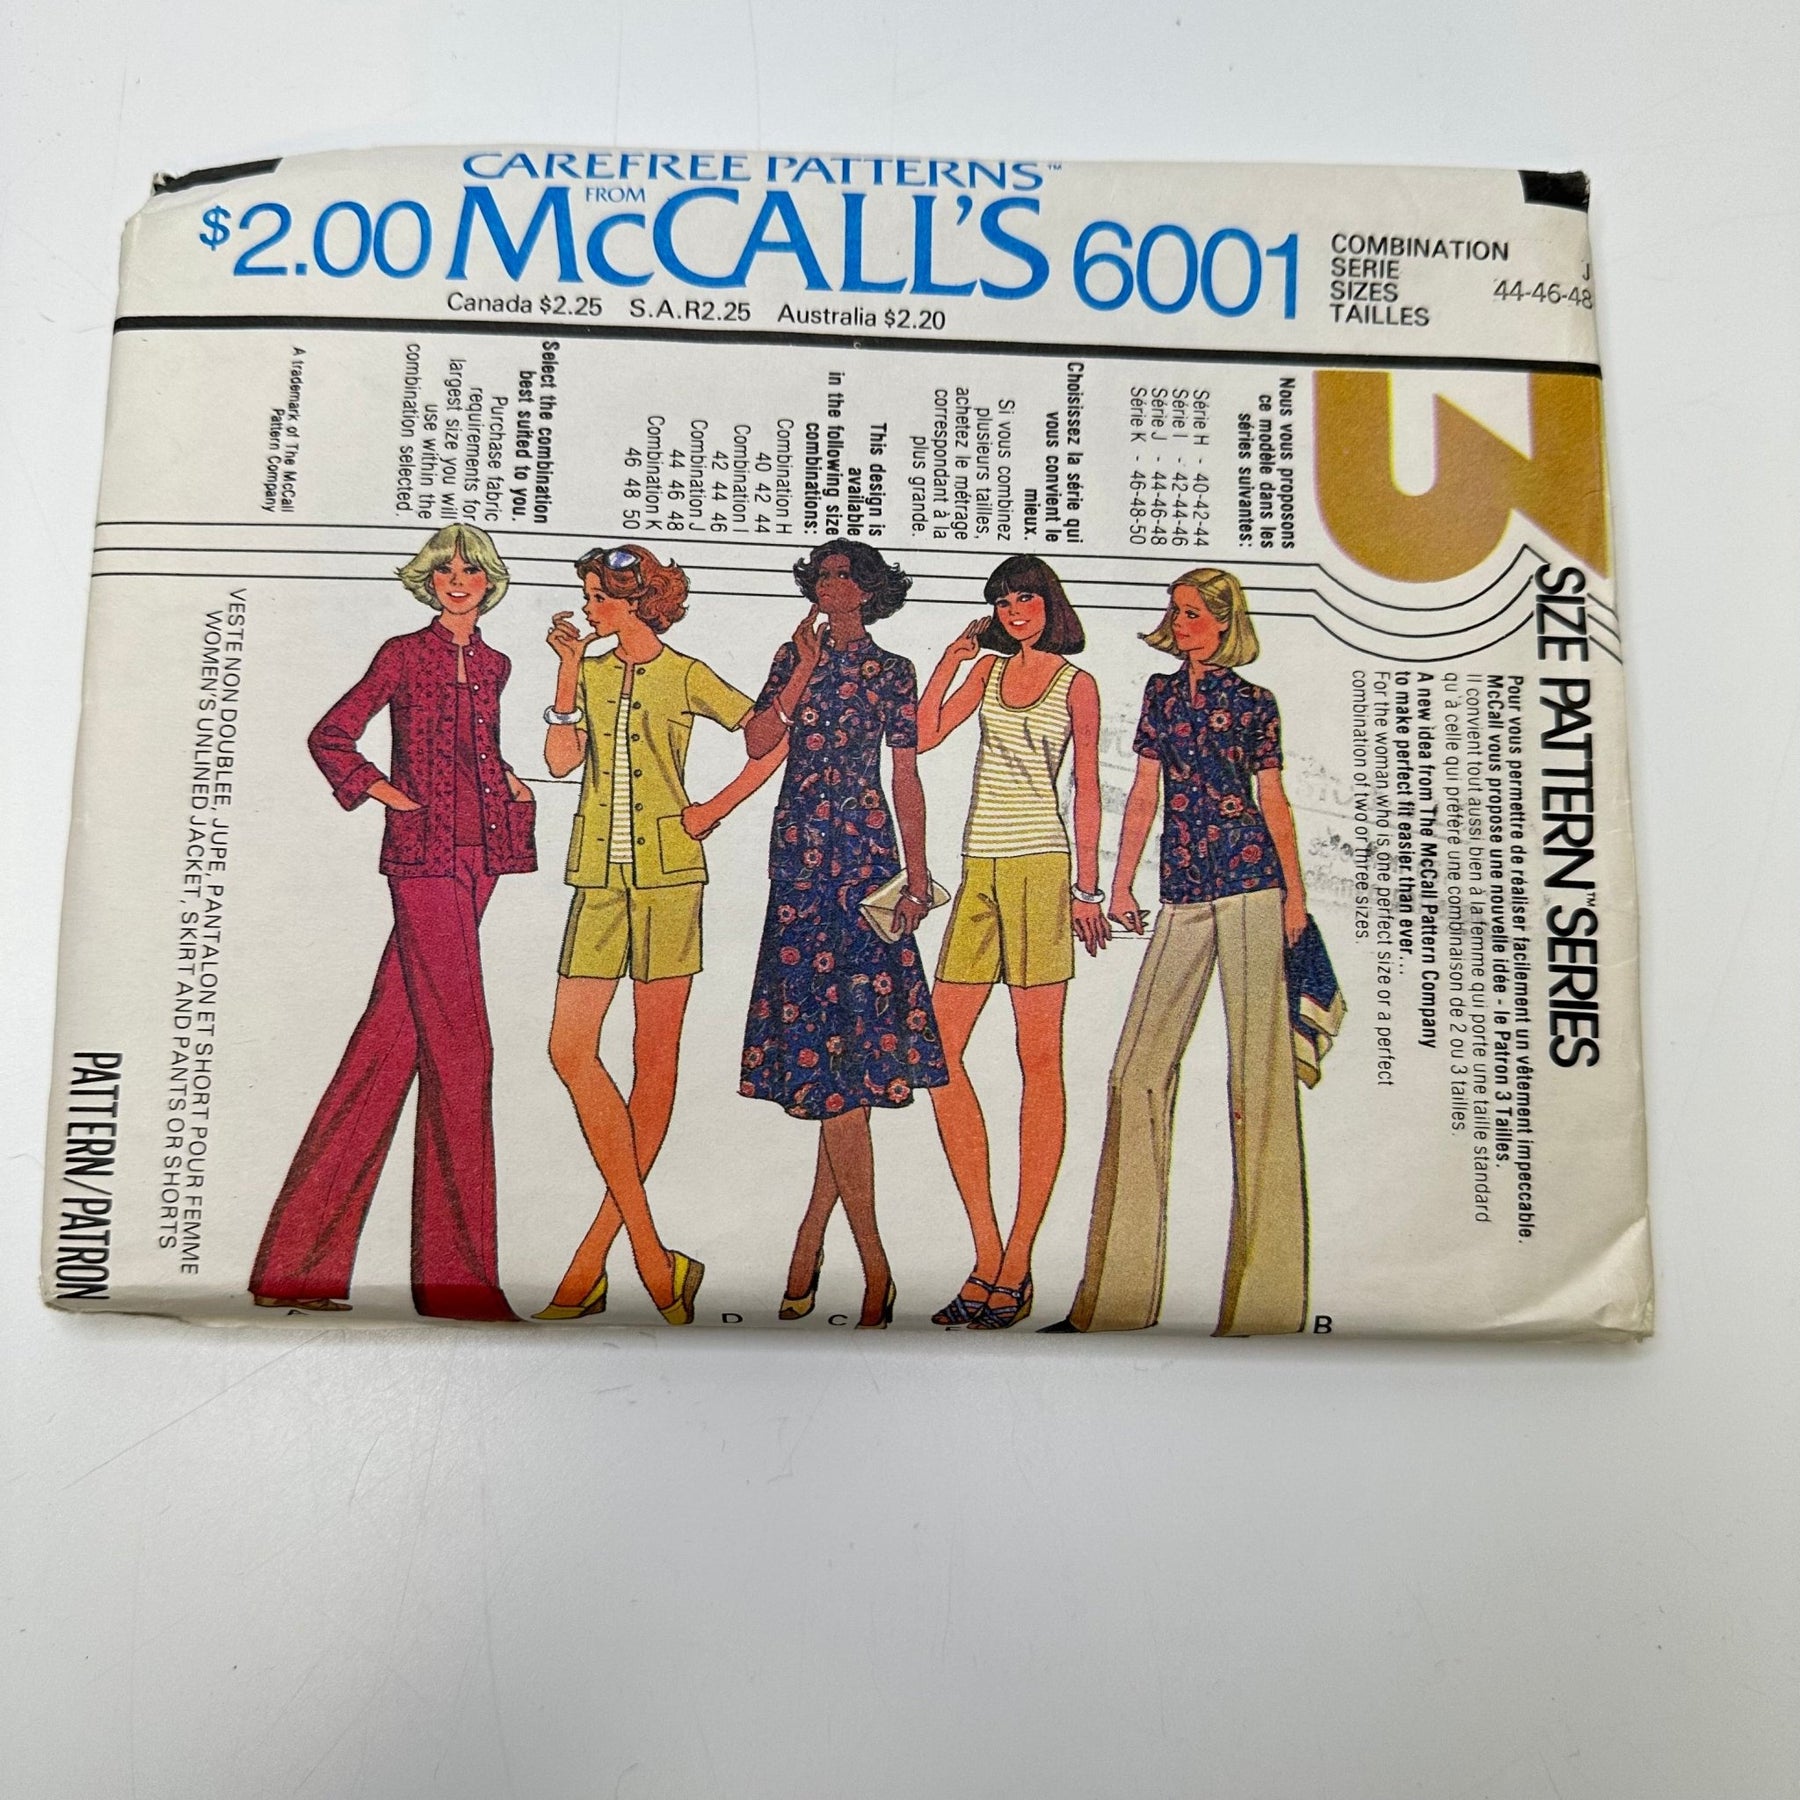 CAREFREE PATTERNS™
FROM
$2.00 McCALL'S 6001
Canada $2.25 S.A.R2.25 Australia $2.20
COMBINATION J
SERIE
SIZES 44-46-48
TAILLES
3
SIZE PATTERN™ SERIES
Pour vous permettre de réaliser facilement un vêtement impeccable.
McCall vous propose une nouvelle idée - le Patron 3 Tailles.
Il convient tout aussi bien à la femme qui porte une taille standard
qu'à celle qui préfère une combinaison de 2 ou 3 tailles.
A new idea from The McCall Pattern Company
to make perfect fit easier than ever...
For the woman who is one perfect size or a perfect
combination of two or three sizes.
Nous vous proposons
ce modèle dans les
séries suivantes:
Série H - 40-42-44
Série I - 42-44-46
Série J - 44-46-48
Série K - 46-48-50
Choisissez la série qui
vous convient le
mieux.
Si vous combinez
plusieurs tailles,
achetez le métrage
correspondant à la
plus grande.
This design is
available
in the following size
combinations:
Combination H
40 42 44
Combination I
42 44 46
Combination J
44 46 48
Combination K
46 48 50
Select the combination
best suited to you.
Purchase fabric
requirements for
largest size you will
use within the
combination selected.
A trademark of The McCall
Pattern Company
VESTE NON DOUBLEE, JUPE, PANTALON ET SHORT POUR FEMME
WOMEN'S UNLINED JACKET, SKIRT AND PANTS OR SHORTS
PATTERN/PATRON
A
D
C
E
B